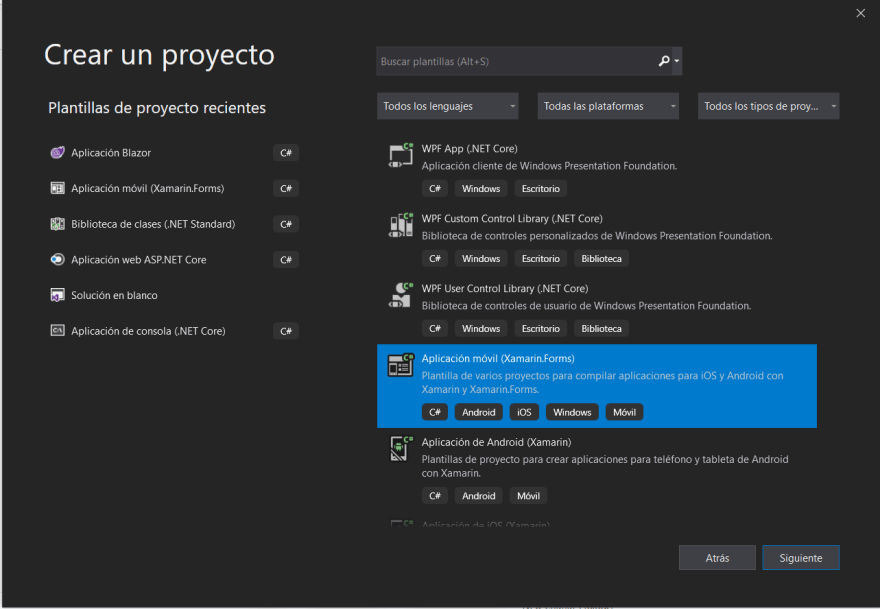 Crear un proyecto
Buscar plantillas (Alt+S)
Todos los lenguajes
Todas las plataformas
Todos los tipos de proy...
Plantillas de proyecto recientes
Aplicación Blazor
C#
Aplicación móvil (Xamarin.Forms)
C#
Biblioteca de clases (.NET Standard)
C#
Aplicación web ASP.NET Core
C#
Solución en blanco
Aplicación de consola (.NET Core)
C#
WPF App (.NET Core)
Aplicación cliente de Windows Presentation Foundation.
C# Windows Escritorio
WPF Custom Control Library (.NET Core)
Biblioteca de controles personalizados de Windows Presentation Foundation.
C# Windows Escritorio Biblioteca
WPF User Control Library (.NET Core)
Biblioteca de controles de usuario de Windows Presentation Foundation.
C# Windows Escritorio Biblioteca
Aplicación móvil (Xamarin.Forms)
Plantilla de varios proyectos para compilar aplicaciones para iOS y Android con
Xamarin y Xamarin.Forms.
C# Android iOS Windows Móvil
Aplicación de Android (Xamarin)
Plantillas de proyecto para crear aplicaciones para teléfono y tableta de Android
con Xamarin.
C# Android Móvil
Aplicación de iOS (Xamarin)
Atrás
Siguiente